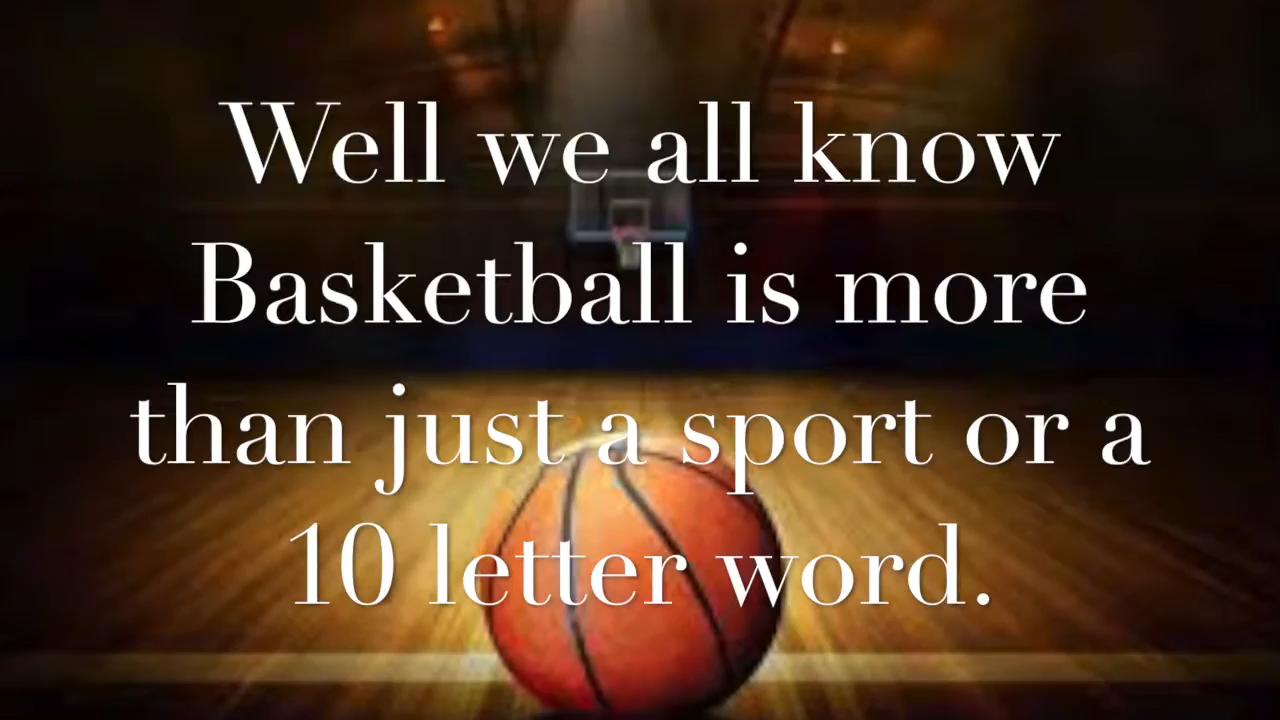 Well we all know
Basketball is more
than just a sport or a
10 letter word.